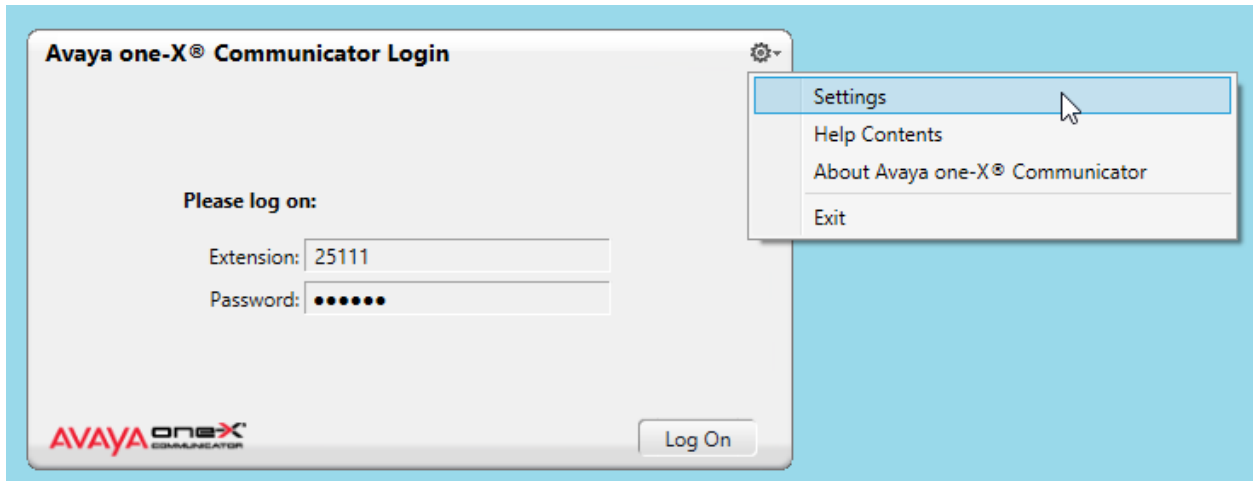 Avaya one-X® Communicator Login
Settings
Help Contents
About Avaya one-X® Communicator
Exit
Please log on:
Extension: 25111
Password: ●●●●●●
AVAYA one-X COMMUNICATOR
Log On